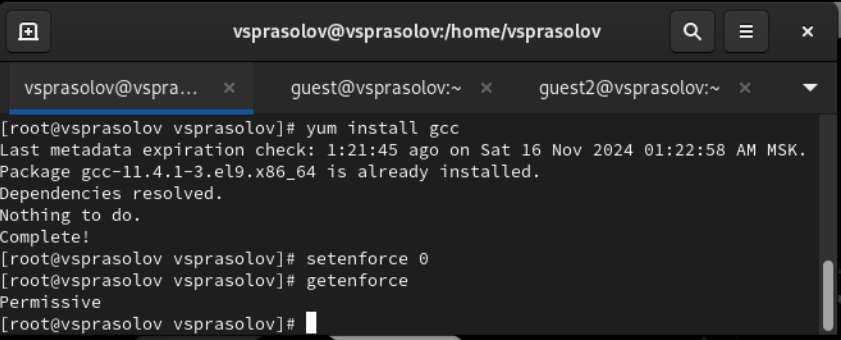 vsprasolov@vsprasolov:/home/vsprasolov
vsprasolov@vspra...
guest@vsprasolov:~
guest2@vsprasolov:~
[root@vsprasolov vsprasolov]# yum install gcc
Last metadata expiration check: 1:21:45 ago on Sat 16 Nov 2024 01:22:58 AM MSK.
Package gcc-11.4.1-3.el9.x86_64 is already installed.
Dependencies resolved.
Nothing to do.
Complete!
[root@vsprasolov vsprasolov]# setenforce 0
[root@vsprasolov vsprasolov]# getenforce
Permissive
[root@vsprasolov vsprasolov]#